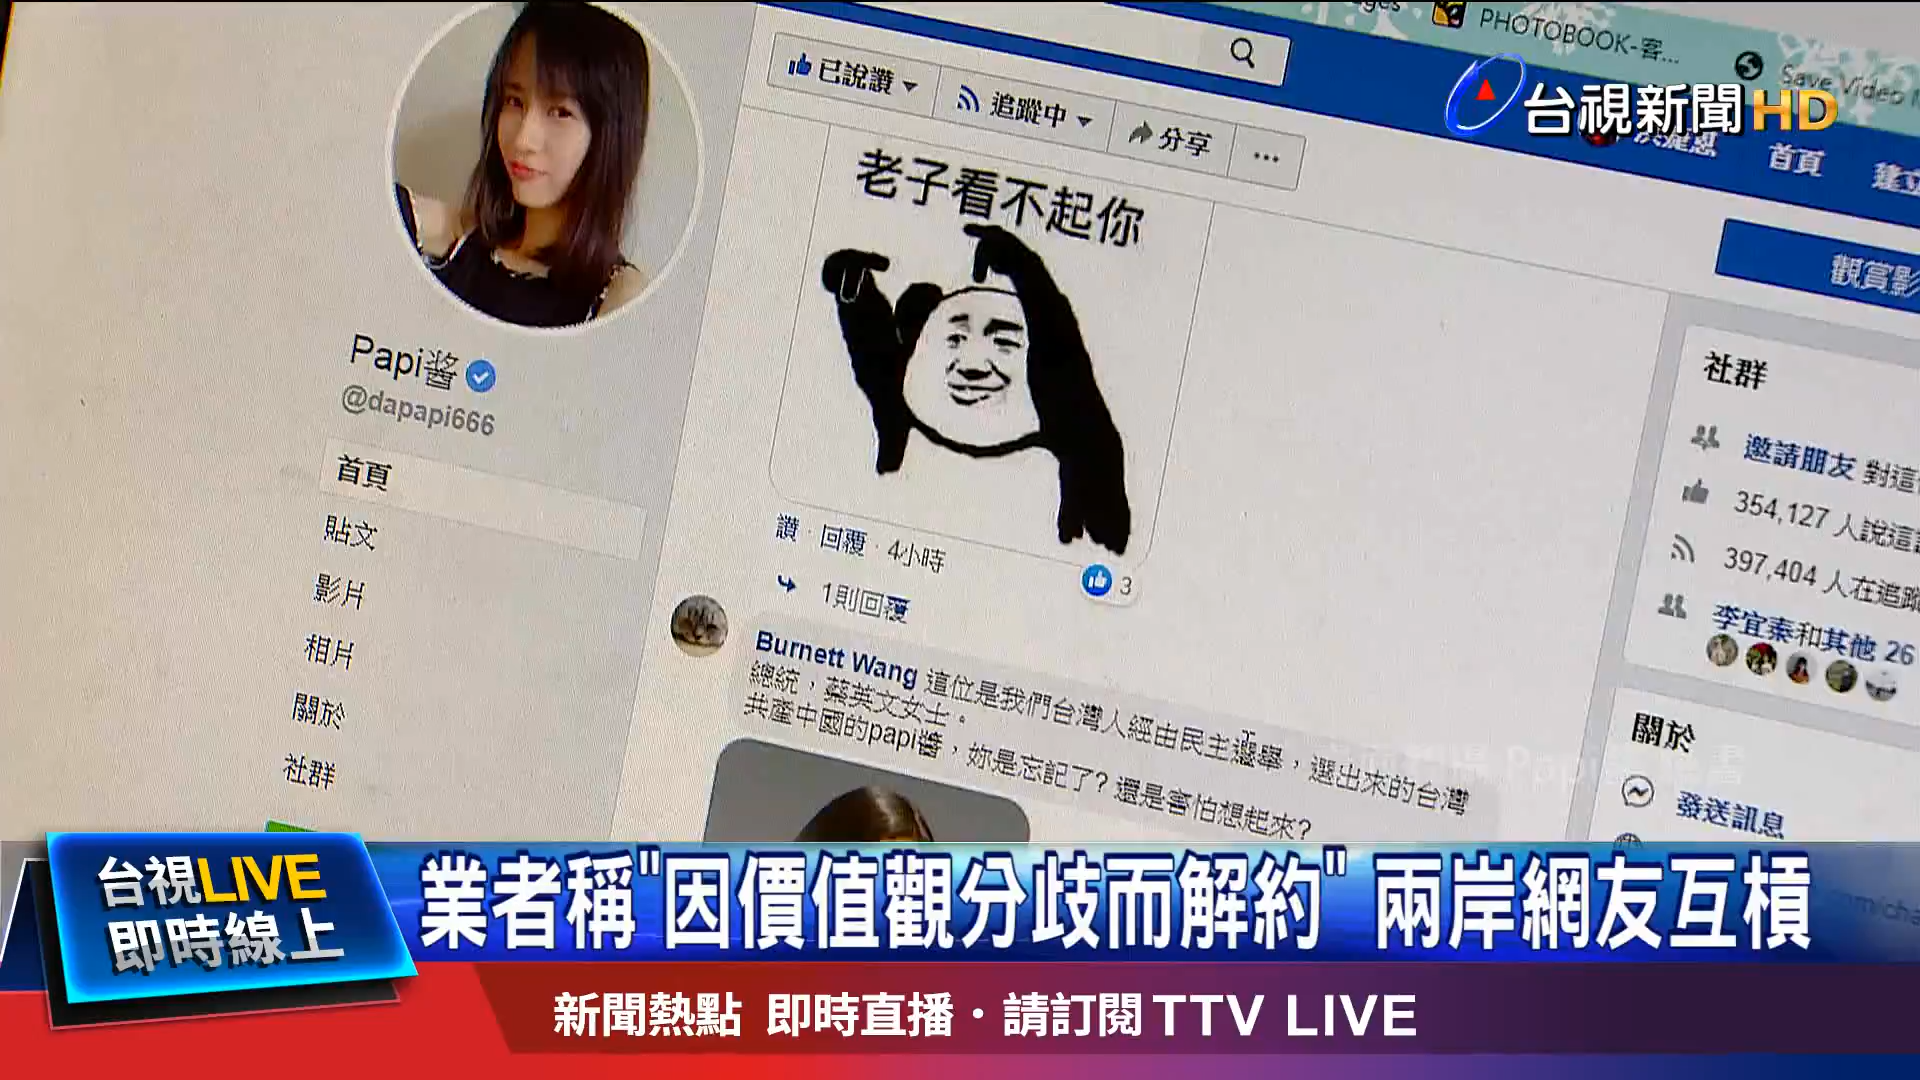 PHOTOBOOK-客...
Save Video
台視新聞HD
首頁
已說讚
追蹤中
分享
...
老子看不起你
觀賞影
Papi醬
@dapapi666
首頁
貼文
影片
相片
關於
社群
讚 · 回覆 · 4小時
3
1則回覆
Burnett Wang 這位是我們台灣人經由民主選舉，選出來的台灣
總統，蔡英文女士。
共產中國的papi醬，妳是忘記了? 還是害怕想起來?
社群
邀請朋友 對這
354,127 人說這
397,404 人在追蹤
李宜秦和其他 26
關於
發送訊息
台視LIVE
即時線上
業者稱"因價值觀分歧而解約" 兩岸網友互槓
新聞熱點 即時直播・請訂閱TTV LIVE